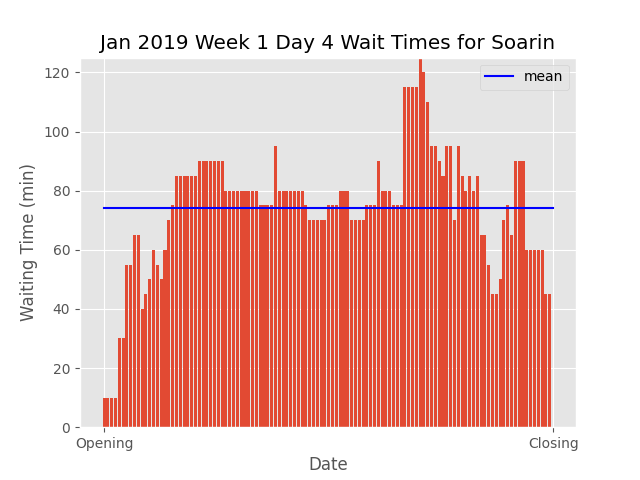 Jan 2019 Week 1 Day 4 Wait Times for Soarin
mean
120
100
80
60
40
20
0
Waiting Time (min)
Opening
Closing
Date